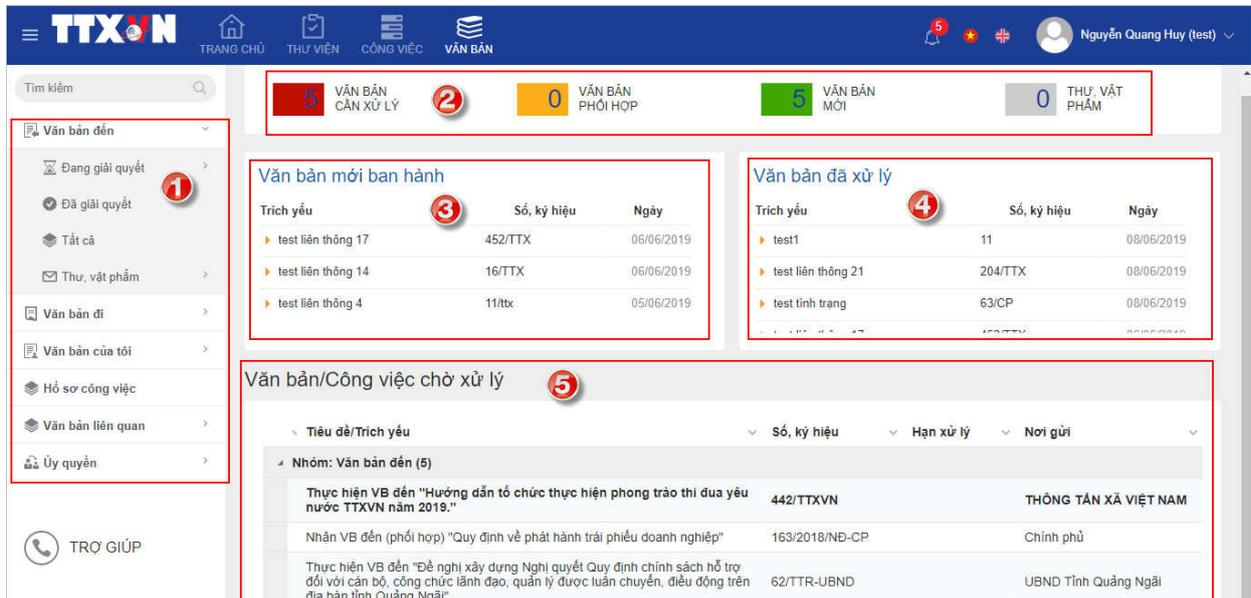 TTXVN
TRANG CHỦ
THƯ VIỆN
CÔNG VIỆC
VĂN BẢN
5
Nguyễn Quang Huy (test)
Tìm kiếm
Văn bản đến
Đang giải quyết
Đã giải quyết
Tất cả
Thư, vật phẩm
Văn bản đi
Văn bản của tôi
Hồ sơ công việc
Văn bản liên quan
Ủy quyền
TRỢ GIÚP
1
5 VĂN BẢN
CẦN XỬ LÝ
2
0 VĂN BẢN
PHỐI HỢP
5 VĂN BẢN
MỚI
0 THƯ, VẬT
PHẨM
Văn bản mới ban hành
3
Trích yếu Số, ký hiệu Ngày
test liên thông 17 452/TTX 06/06/2019
test liên thông 14 16/TTX 06/06/2019
test liên thông 4 11/ttx 05/06/2019
Văn bản đã xử lý
4
Trích yếu Số, ký hiệu Ngày
test1 11 08/06/2019
test liên thông 21 204/TTX 08/06/2019
test tình trạng 63/CP 08/06/2019
Văn bản/Công việc chờ xử lý
5
Tiêu đề/Trích yếu Số, ký hiệu Hạn xử lý Nơi gửi
Nhóm: Văn bản đến (5)
Thực hiện VB đến "Hướng dẫn tổ chức thực hiện phong trào thi đua yêu
nước TTXVN năm 2019." 442/TTXVN THÔNG TẤN XÃ VIỆT NAM
Nhận VB đến (phối hợp) "Quy định về phát hành trái phiếu doanh nghiệp" 163/2018/NĐ-CP Chính phủ
Thực hiện VB đến "Đề nghị xây dựng Nghị quyết Quy định chính sách hỗ trợ
đối với cán bộ, công chức lãnh đạo, quản lý được luân chuyển, điều động trên
địa bàn tỉnh Quảng Ngãi" 62/TTR-UBND UBND Tỉnh Quảng Ngãi